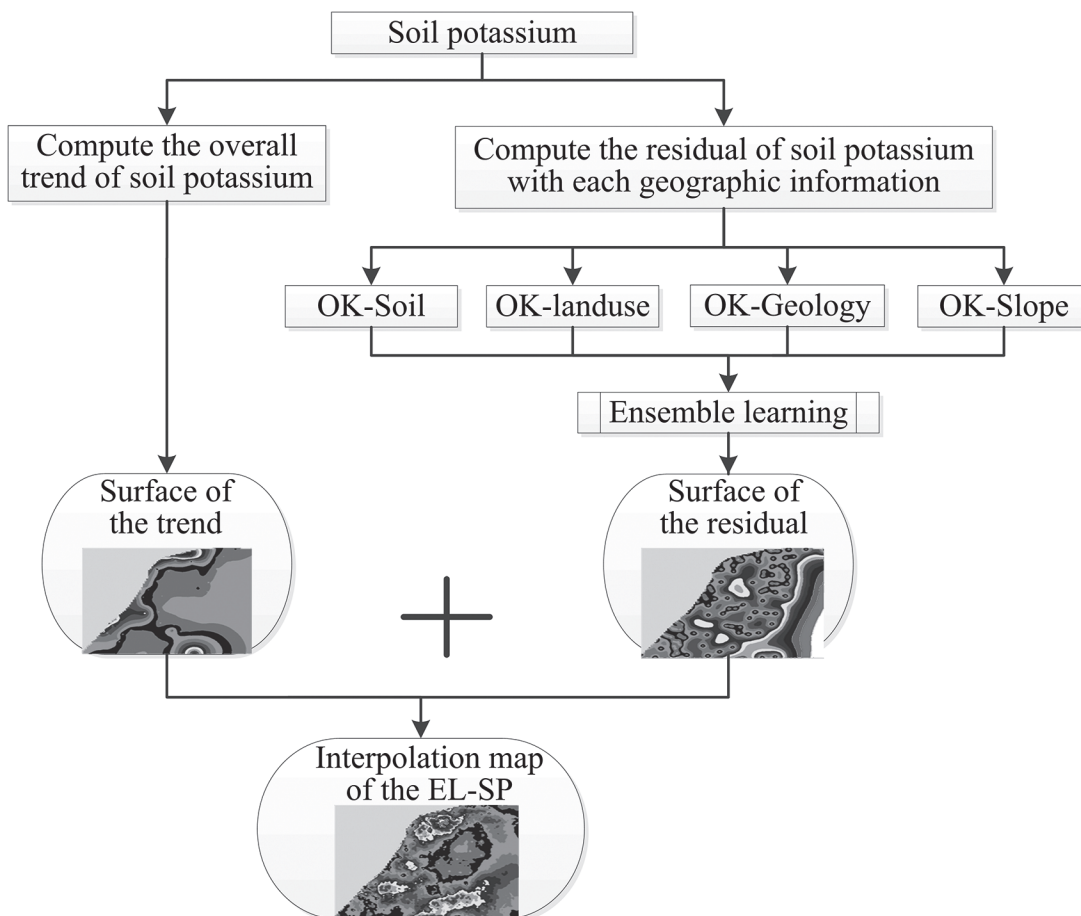 Soil potassium
Compute the overall
trend of soil potassium
Compute the residual of soil potassium
with each geographic information
OK-Soil
OK-landuse
OK-Geology
OK-Slope
Ensemble learning
Surface of
the trend
Surface of
the residual
Interpolation map
of the EL-SP